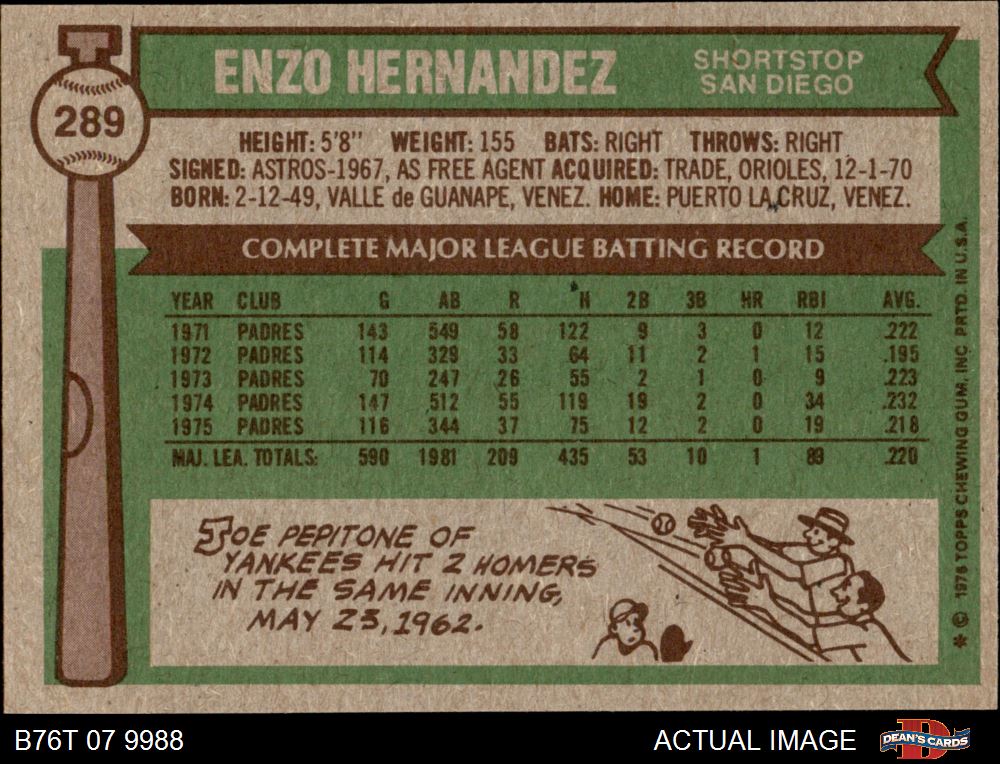 289
ENZO HERNANDEZ
SHORTSTOP
SAN DIEGO
HEIGHT: 5'8" WEIGHT: 155 BATS: RIGHT THROWS: RIGHT
SIGNED: ASTROS-1967, AS FREE AGENT ACQUIRED: TRADE, ORIOLES, 12-1-70
BORN: 2-12-49, VALLE de GUANAPE, VENEZ. HOME: PUERTO LA CRUZ, VENEZ.
COMPLETE MAJOR LEAGUE BATTING RECORD
YEAR CLUB G AB R H 2B 3B HR RBI AVG.
1971 PADRES 143 549 58 122 9 3 0 12 .222
1972 PADRES 114 329 33 64 11 2 1 15 .195
1973 PADRES 70 247 26 55 2 1 0 9 .223
1974 PADRES 147 512 55 119 19 2 0 34 .232
1975 PADRES 116 344 37 75 12 2 0 19 .218
MAJ. LEA. TOTALS: 590 1981 209 435 53 10 1 89 .220
JOE PEPITONE OF
YANKEES HIT 2 HOMERS
IN THE SAME INNING,
MAY 23, 1962.
* © 1976 TOPPS CHEWING GUM, INC. PRTD. IN U.S.A.
B76T 07 9988
ACTUAL IMAGE
DEAN'S CARDS